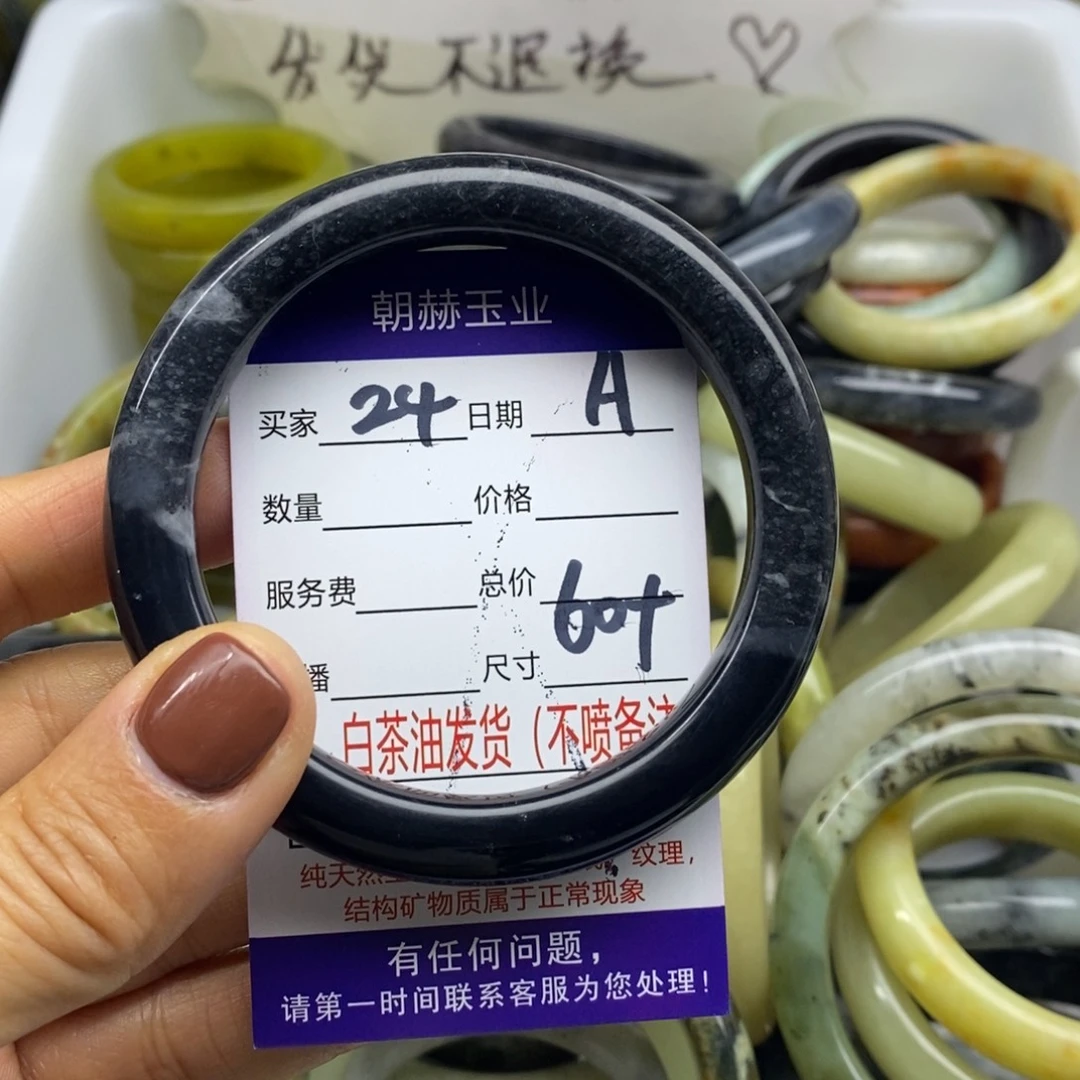 不退换
朝赫玉业
买家 24 日期 A
数量 价格
服务费 总价
播 尺寸 60+
白茶油发货（不喷备注
纯天然 纹理，
结构矿物质属于正常现象
有任何问题，
请第一时间联系客服为您处理！